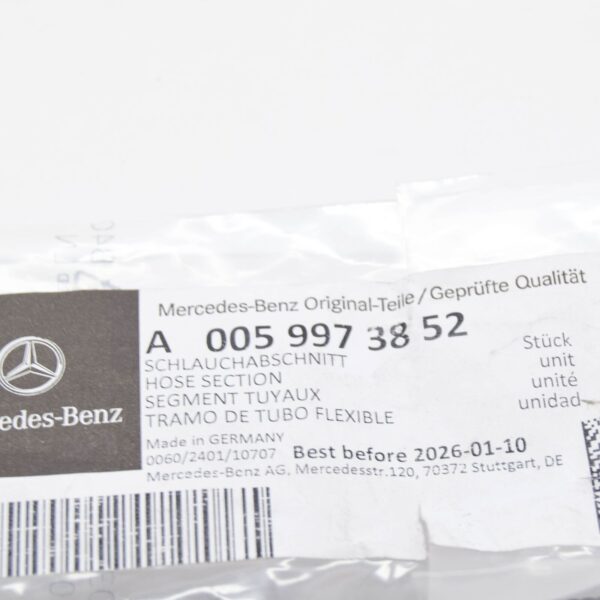 Mercedes-Benz Original-Teile/Geprüfte Qualität
A 005 997 38 52
SCHLAUCHABSCHNITT
HOSE SECTION
SEGMENT TUYAUX
TRAMO DE TUBO FLEXIBLE
Stück
unit
unité
unidad
edes-Benz
Made in GERMANY
0060/2401/10707
Best before 2026-01-10
Mercedes-Benz AG, Mercedesstr.120, 70372 Stuttgart, DE